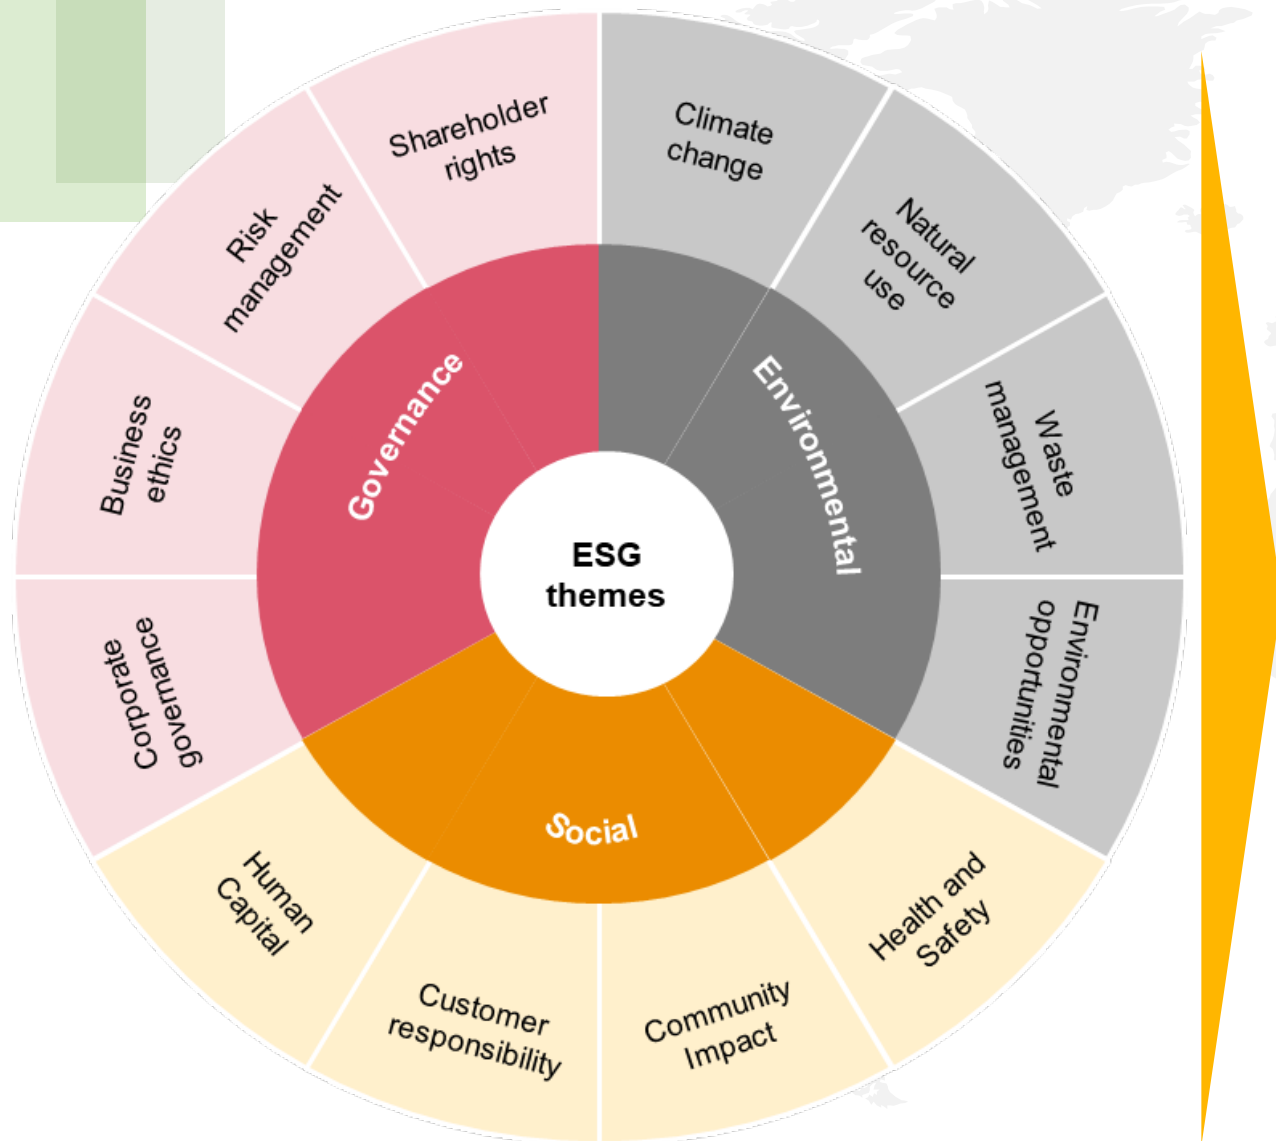 ESG
themes
Environmental
Social
Governance
Climate
change
Natural
resource
use
Waste
management
Environmental
opportunities
Health and
Safety
Community
Impact
Customer
responsibility
Human
Capital
Corporate
governance
Business
ethics
Risk
management
Shareholder
rights